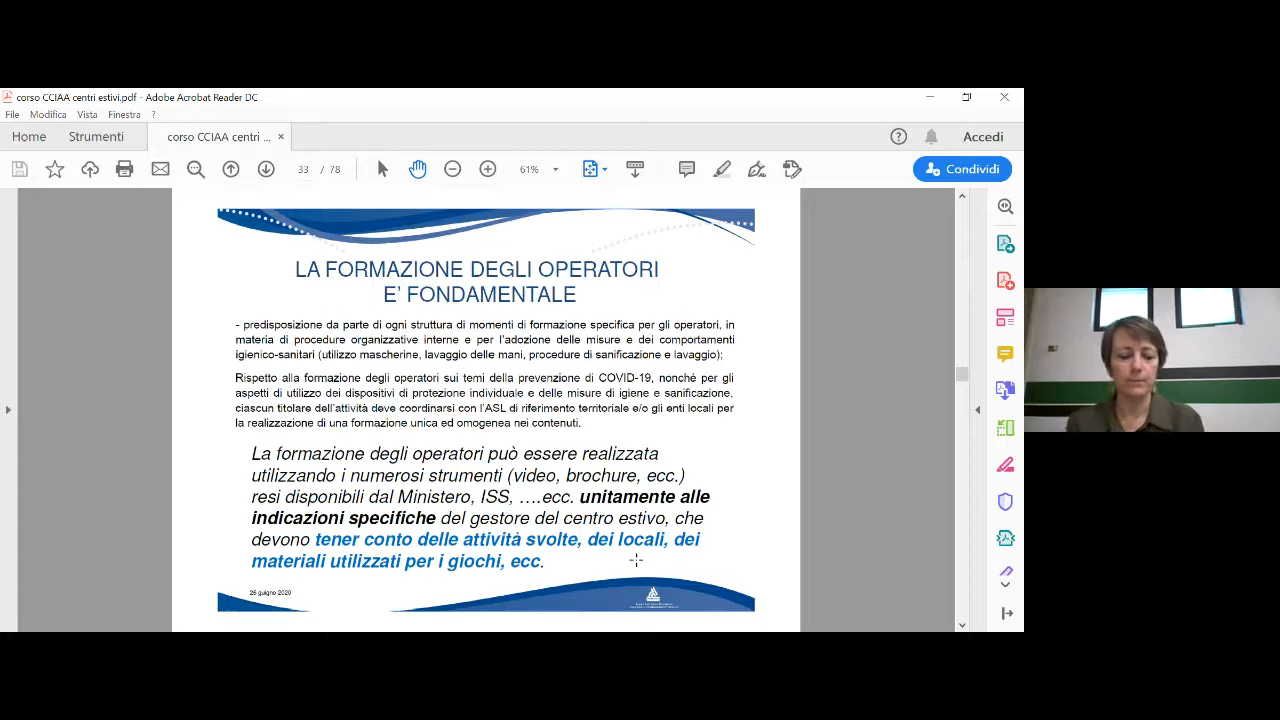 corso CCIAA centri estivi.pdf - Adobe Acrobat Reader DC
File Modifica Vista Finestra ?
Home Strumenti corso CCIAA centri ... × Accedi
33 / 78 61% Condividi
LA FORMAZIONE DEGLI OPERATORI
E' FONDAMENTALE
- predisposizione da parte di ogni struttura di momenti di formazione specifica per gli operatori, in
materia di procedure organizzative interne e per l'adozione delle misure e dei comportamenti
igienico-sanitari (utilizzo mascherine, lavaggio delle mani, procedure di sanificazione e lavaggio);
Rispetto alla formazione degli operatori sui temi della prevenzione di COVID-19, nonché per gli
aspetti di utilizzo dei dispositivi di protezione individuale e delle misure di igiene e sanificazione,
ciascun titolare dell'attività deve coordinarsi con l'ASL di riferimento territoriale e/o gli enti locali per
la realizzazione di una formazione unica ed omogenea nei contenuti.
La formazione degli operatori può essere realizzata
utilizzando i numerosi strumenti (video, brochure, ecc.)
resi disponibili dal Ministero, ISS, ….ecc. unitamente alle
indicazioni specifiche del gestore del centro estivo, che
devono tener conto delle attività svolte, dei locali, dei
materiali utilizzati per i giochi, ecc.
26 giugno 2020